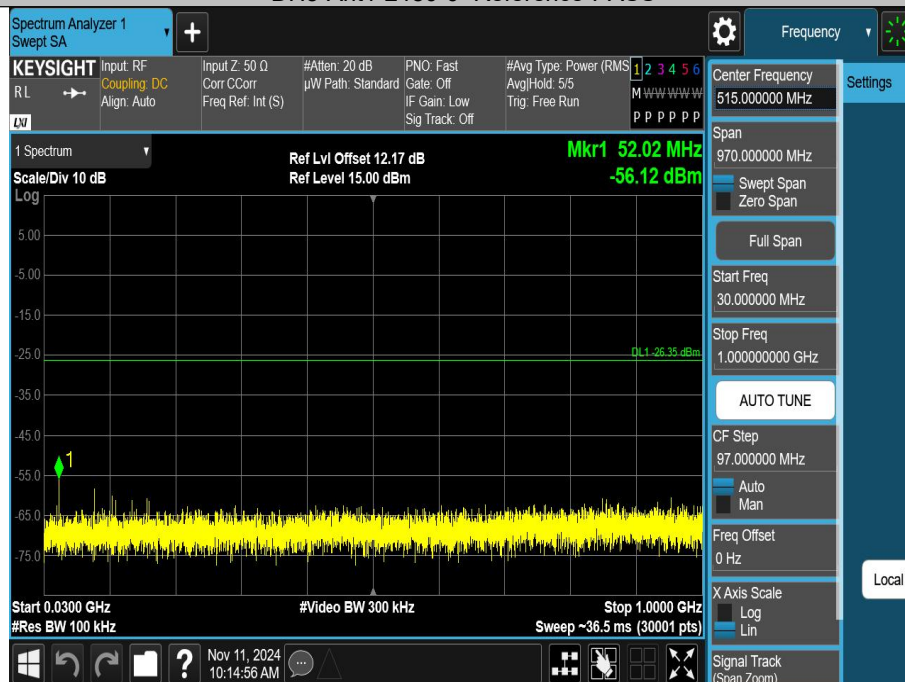 Spectrum Analyzer 1
Swept SA
+
Frequency
KEYSIGHT
RL
LXI
Input: RF
Coupling: DC
Align: Auto
Input Z: 50 Ω
Corr CCorr
Freq Ref: Int (S)
#Atten: 20 dB
µW Path: Standard
PNO: Fast
Gate: Off
IF Gain: Low
Sig Track: Off
#Avg Type: Power (RMS
Avg|Hold: 5/5
Trig: Free Run
1 2 3 4 5 6
M W W W W W
P P P P P P
Center Frequency
515.000000 MHz
Settings
1 Spectrum
Scale/Div 10 dB
Log
Ref Lvl Offset 12.17 dB
Ref Level 15.00 dBm
Mkr1 52.02 MHz
-56.12 dBm
Span
970.000000 MHz
Swept Span
Zero Span
Full Span
Start Freq
30.000000 MHz
Stop Freq
1.000000000 GHz
AUTO TUNE
CF Step
97.000000 MHz
Auto
Man
Freq Offset
0 Hz
X Axis Scale
Log
Lin
Signal Track
(Span Zoom)
Local
5.00
-5.00
-15.0
-25.0
DL1 -26.35 dBm
-35.0
-45.0
1
-55.0
-65.0
-75.0
Start 0.0300 GHz
#Video BW 300 kHz
Stop 1.0000 GHz
#Res BW 100 kHz
Sweep ~36.5 ms (30001 pts)
?
Nov 11, 2024
10:14:56 AM